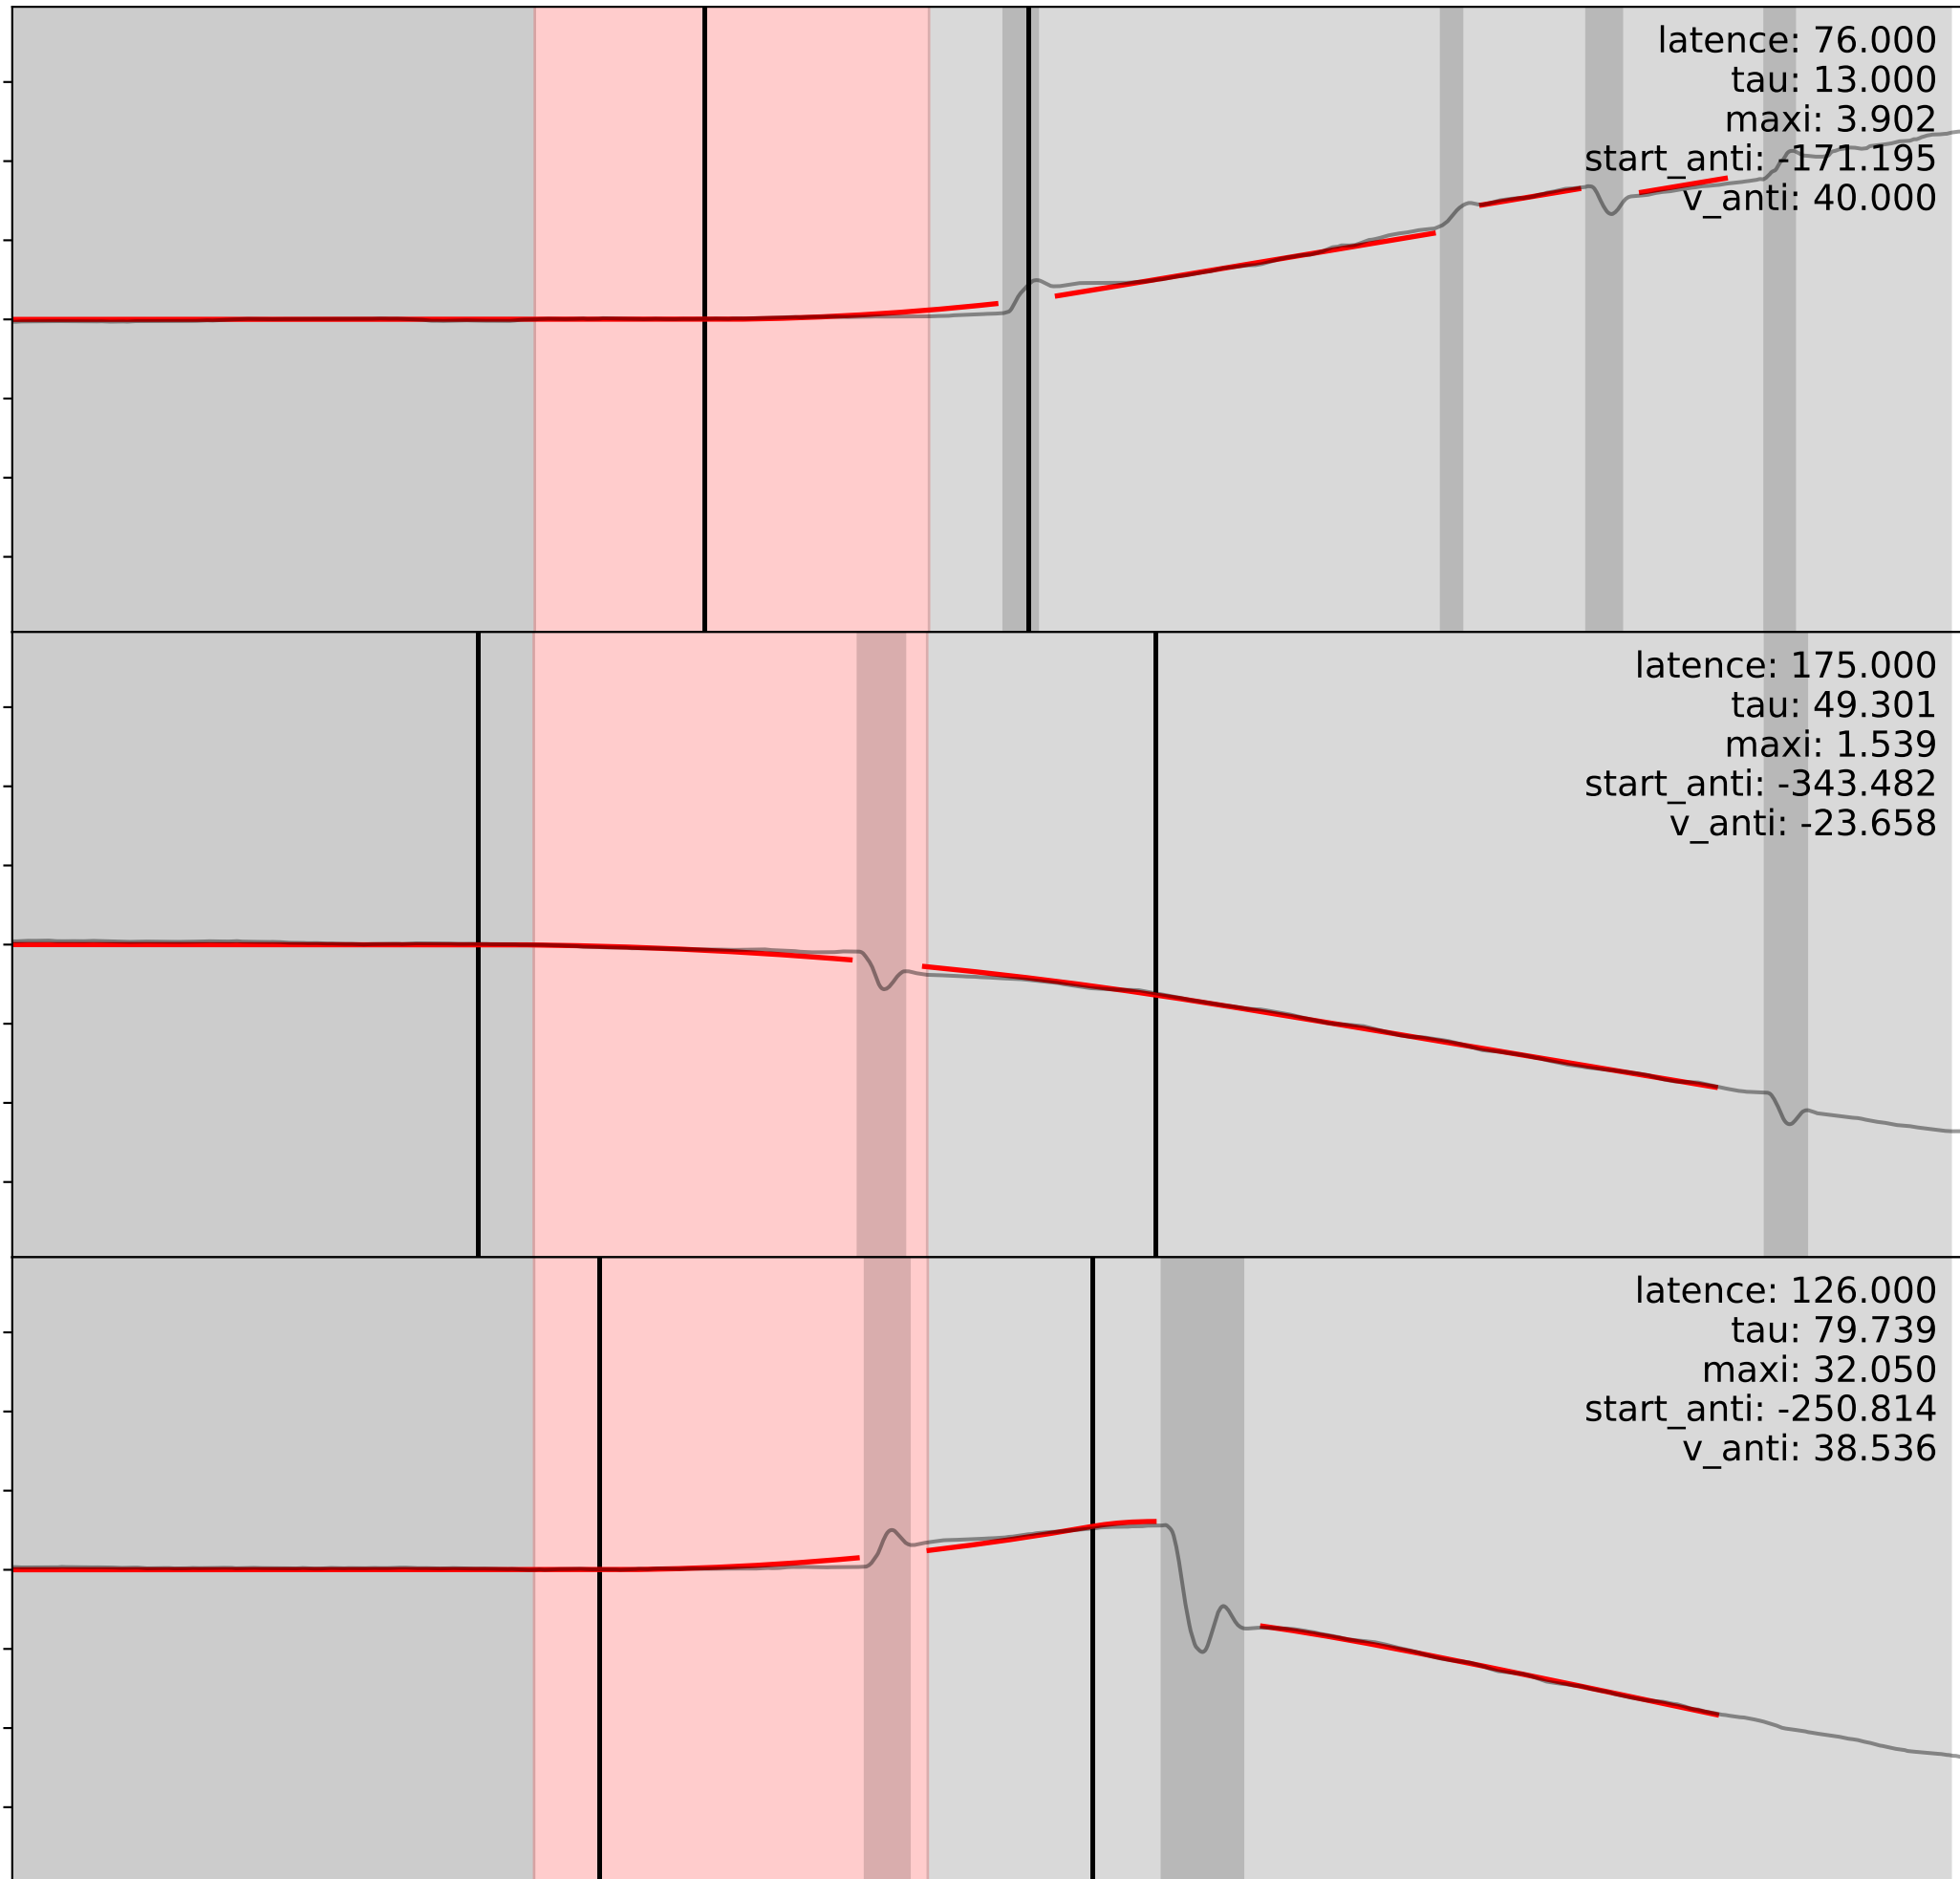 latence: 76.000
tau: 13.000
maxi: 3.902
start_anti: -171.195
v_anti: 40.000
latence: 175.000
tau: 49.301
maxi: 1.539
start_anti: -343.482
v_anti: -23.658
latence: 126.000
tau: 79.739
maxi: 32.050
start_anti: -250.814
v_anti: 38.536